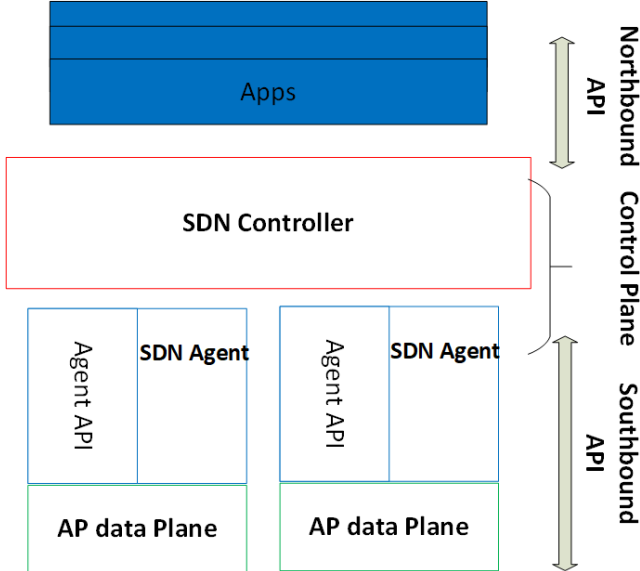 Apps
Northbound
API
SDN Controller
Control Plane
Agent API
SDN Agent
Agent API
SDN Agent
Southbound
API
AP data Plane
AP data Plane